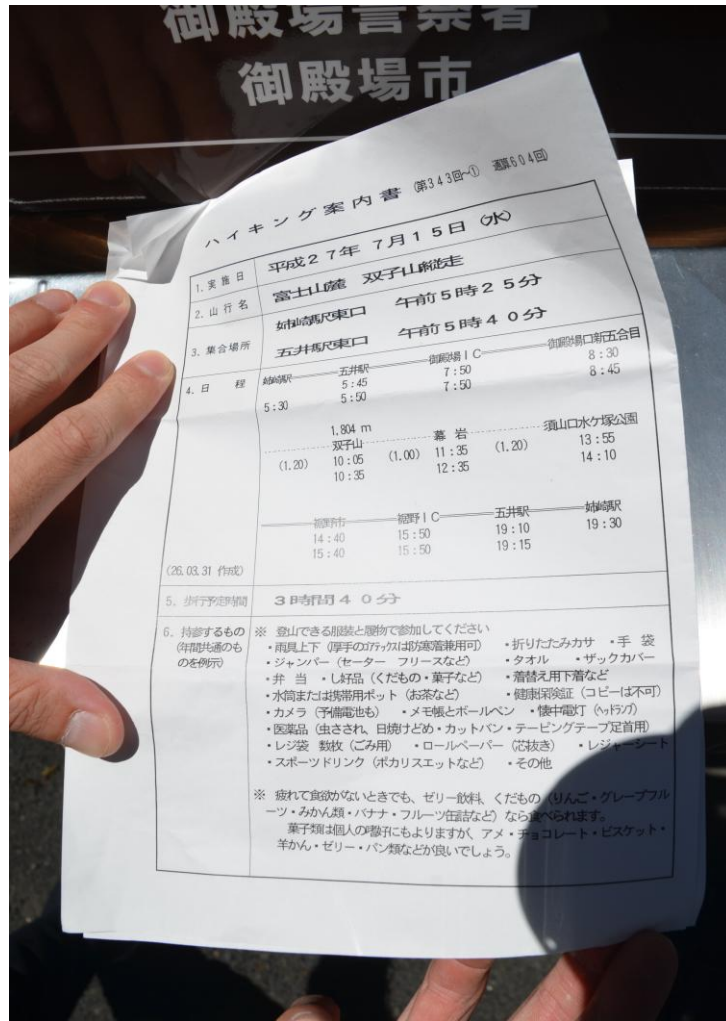 御殿場警察署
御殿場市
ハイキング案内書 (第343回~① 通算604回)
1. 実施日 平成27年 7月15日 (水)
2. 山行名 富士山麓 双子山縦走
3. 集合場所 姉崎駅東口 午前5時25分
五井駅東口 午前5時40分
4. 日 程 姉崎駅 五井駅 御殿場IC 御殿場口新五合目
5:45 7:50 8:30
5:30 5:50 7:50 8:45
1,804 m
双子山 幕岩 須山口水ケ塚公園
(1.20) 10:05 (1.00) 11:35 (1.20) 13:55
10:35 12:35 14:10
裾野市 裾野IC 五井駅 姉崎駅
14:40 15:50 19:10 19:30
15:40 15:50 19:15
(26.03.31 作成)
5. 歩行予定時間 3時間40分
6. 持参するもの ※ 登山できる服装と履物で参加してください
(年間共通のも ・雨具上下 (厚手のゴアテックスは防寒着兼用可) ・折りたたみカサ ・手 袋
のを例示) ・ジャンバー (セーター フリースなど) ・タオル ・ザックカバー
・弁 当 ・し好品 (くだもの・菓子など) ・着替え用下着など
・水筒または携帯用ポット (お茶など) ・健康保険証 (コピーは不可)
・カメラ (予備電池も) ・メモ帳とボールペン ・懐中電灯 (ヘッドランプ)
・医薬品 (虫さされ、日焼けどめ・カットバン・テーピングテープ足首用)
・レジ袋 数枚 (ごみ用) ・ロールペーパー (芯抜き) ・レジャーシート
・スポーツドリンク (ポカリスエットなど) ・その他
※ 疲れて食欲がないときでも、ゼリー飲料、くだもの (りんご・グレープフル
ーツ・みかん類・バナナ・フルーツ缶詰など) なら食べられます。
菓子類は個人の嗜好にもよりますが、アメ・チョコレート・ビスケット・
羊かん・ゼリー・パン類などが良いでしょう。